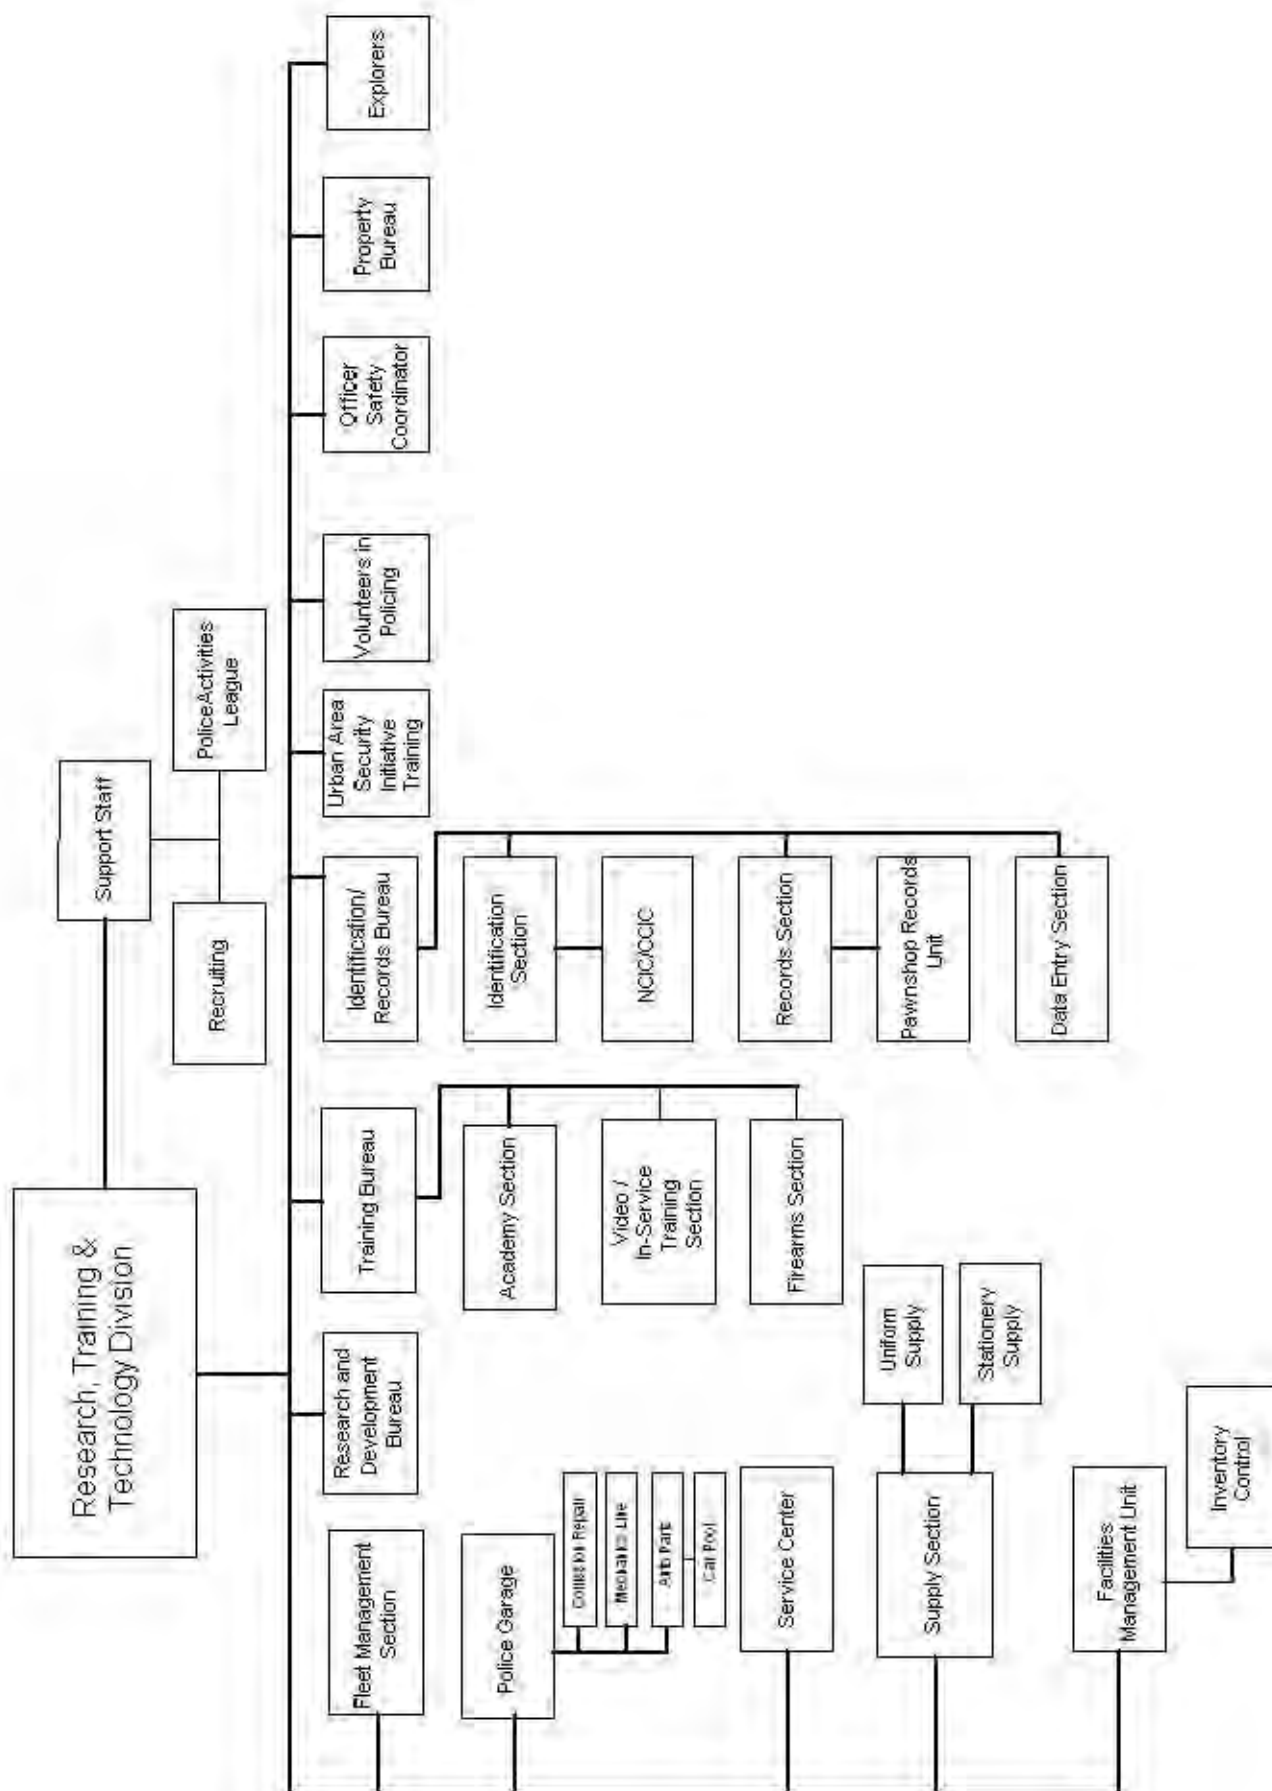 Research, Training &
Technology Division
Support Staff
Recruiting
PoliceActivities
League
Fleet Management
Section
Research and
Development
Bureau
Training Bureau
Identification/
Records Bureau
Urban Area
Security
Initiative
Training
Volunteers in
Policing
Officer
Safety
Coordinator
Property
Bureau
Explorers
Police Garage
Collision Repair
Mechanics Line
Auto Parts
Car Pool
Service Center
Supply Section
Uniform
Supply
Stationery
Supply
Facilities
Management Unit
Inventory
Control
Academy Section
Video /
In-Service
Training
Section
Firearms Section
Identification
Section
NCIC/CCIC
Records Section
Pawnshop Records
Unit
Data Entry Section